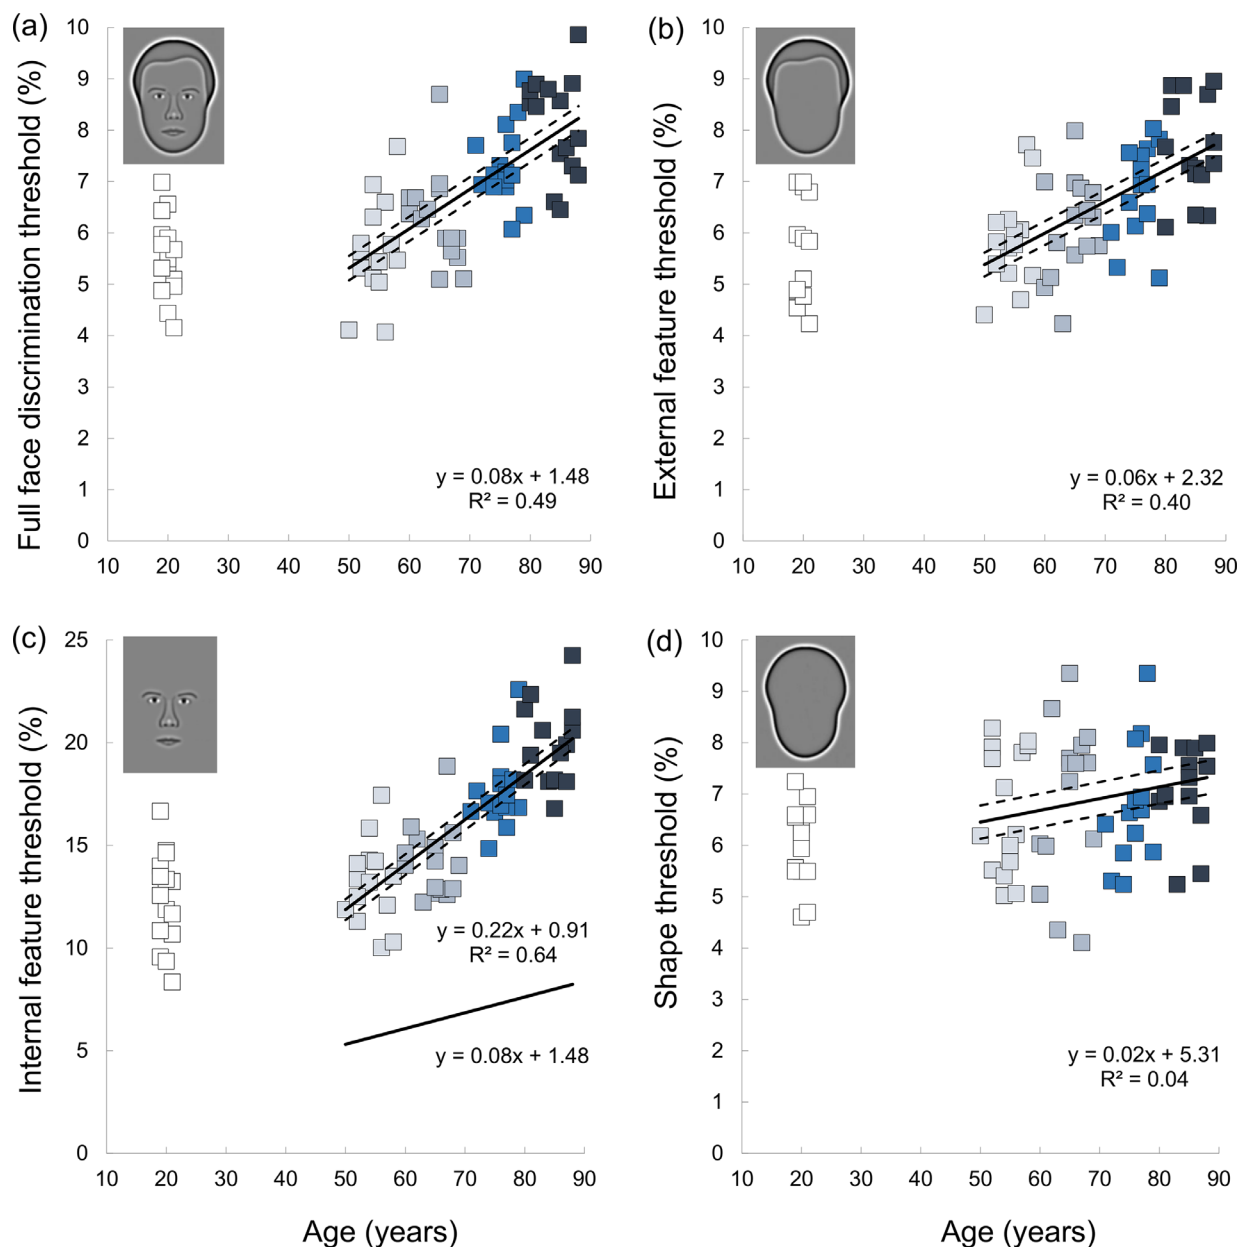 (a)
Full face discrimination threshold (%)
10
9
8
7
6
5
4
3
2
1
0
y = 0.08x + 1.48
R² = 0.49
10 20 30 40 50 60 70 80 90
(b)
External feature threshold (%)
10
9
8
7
6
5
4
3
2
1
0
y = 0.06x + 2.32
R² = 0.40
10 20 30 40 50 60 70 80 90
(c)
Internal feature threshold (%)
25
20
15
10
5
0
y = 0.22x + 0.91
R² = 0.64
y = 0.08x + 1.48
10 20 30 40 50 60 70 80 90
Age (years)
(d)
Shape threshold (%)
10
9
8
7
6
5
4
3
2
1
0
y = 0.02x + 5.31
R² = 0.04
10 20 30 40 50 60 70 80 90
Age (years)